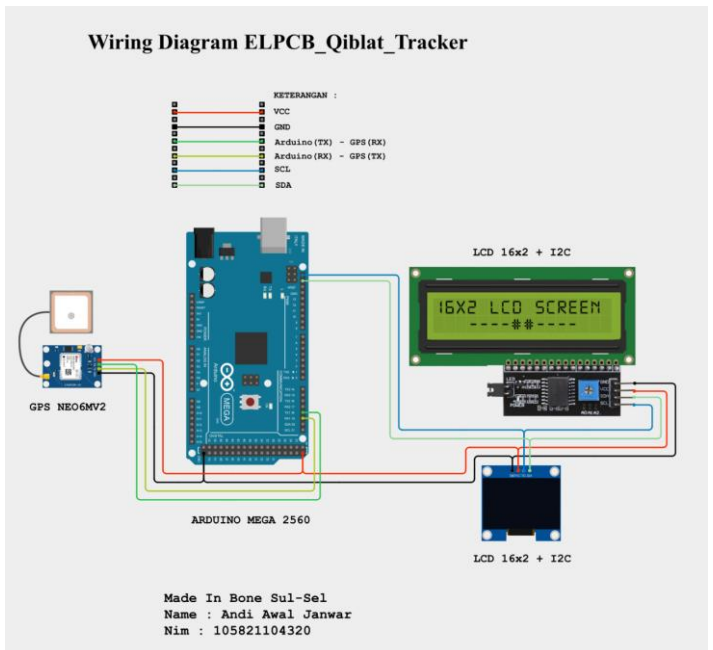 Wiring Diagram ELPCB_Qiblat_Tracker
KETERANGAN :
VCC
GND
Arduino(TX) - GPS(RX)
Arduino(RX) - GPS(TX)
SCL
SDA
LCD 16x2 + I2C
16X2 LCD SCREEN
----##----
GPS NEO6MV2
MEGA
ARDUINO MEGA 2560
LCD 16x2 + I2C
Made In Bone Sul-Sel
Name : Andi Awal Janwar
Nim : 105821104320